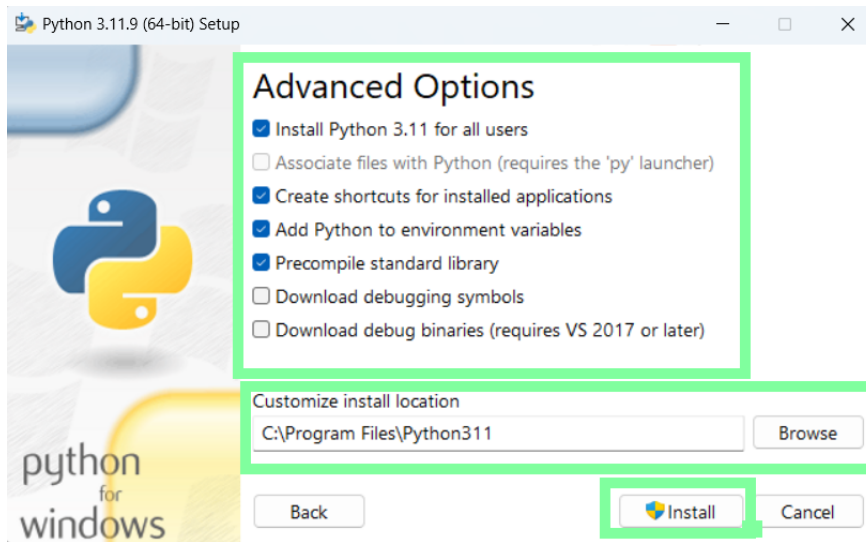 Python 3.11.9 (64-bit) Setup
Advanced Options
Install Python 3.11 for all users
Associate files with Python (requires the 'py' launcher)
Create shortcuts for installed applications
Add Python to environment variables
Precompile standard library
Download debugging symbols
Download debug binaries (requires VS 2017 or later)
Customize install location
C:\Program Files\Python311
Browse
python
for
windows
Back
Install
Cancel